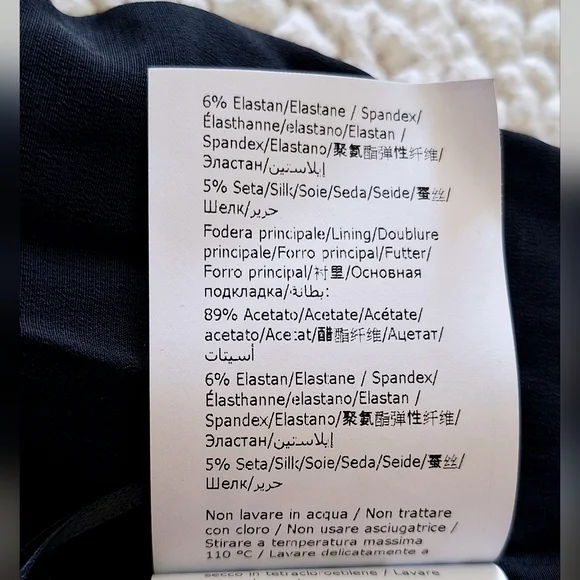 6% Elastan/Elastane / Spandex/
Élasthanne/elastano/Elastan /
Spandex/Elastano/聚氨酯弹性纤维/
Эластан/إيلاستين
5% Seta/Silk/Soie/Seda/Seide/蚕丝/
Шелк/حرير
Fodera principale/Lining/Doublure
principale/Forro principal/Futter/
Forro principal/衬里/Основная
подкладка/بطانة:
89% Acetato/Acetate/Acétate/
acetato/Acetat/醋酯纤维/Ацетат/
أسيتات
6% Elastan/Elastane / Spandex/
Élasthanne/elastano/Elastan /
Spandex/Elastano/聚氨酯弹性纤维/
Эластан/إيلاستين
5% Seta/Silk/Soie/Seda/Seide/蚕丝/
Шелк/حرير
Non lavare in acqua / Non trattare
con cloro / Non usare asciugatrice /
Stirare a temperatura massima
110 ºC / Lavare delicatamente a
secco in tetracloroetilene / Lavare